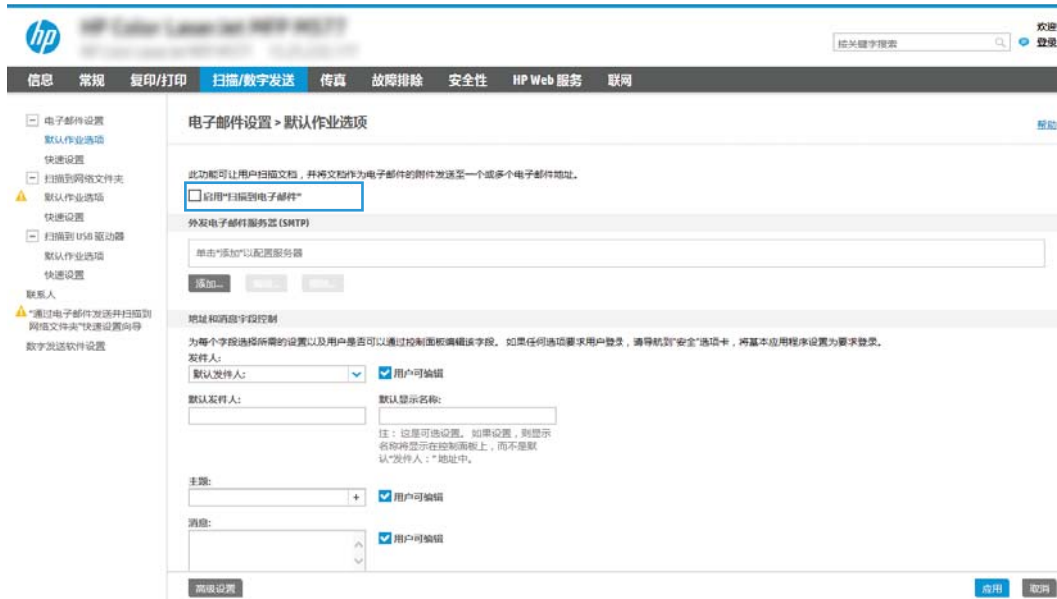 hp
按关键字搜索
欢迎
登录
信息 常规 复印/打印 扫描/数字发送 传真 故障排除 安全性 HP Web 服务 联网
电子邮件设置
默认作业选项
快速设置
扫描到网络文件夹
默认作业选项
快速设置
扫描到 USB 驱动器
默认作业选项
快速设置
联系人
"通过电子邮件发送并扫描到
网络文件夹"快速设置向导
数字发送软件设置
电子邮件设置 > 默认作业选项
帮助
此功能可让用户扫描文档，并将文档作为电子邮件的附件发送至一个或多个电子邮件地址。
启用"扫描到电子邮件"
外发电子邮件服务器 (SMTP)
单击"添加"以配置服务器
添加...
地址和消息字段控制
为每个字段选择所需的设置以及用户是否可以通过控制面板编辑该字段。 如果任何选项要求用户登录，请导航到"安全"选项卡，将基本应用程序设置为要求登录。
发件人:
默认发件人: 用户可编辑
默认发件人: 默认显示名称:
注：这是可选设置。 如果设置，则显示
名称将显示在控制面板上，而不是默
认"发件人："地址中。
主题:
+ 用户可编辑
消息:
用户可编辑
高级设置 应用 取消